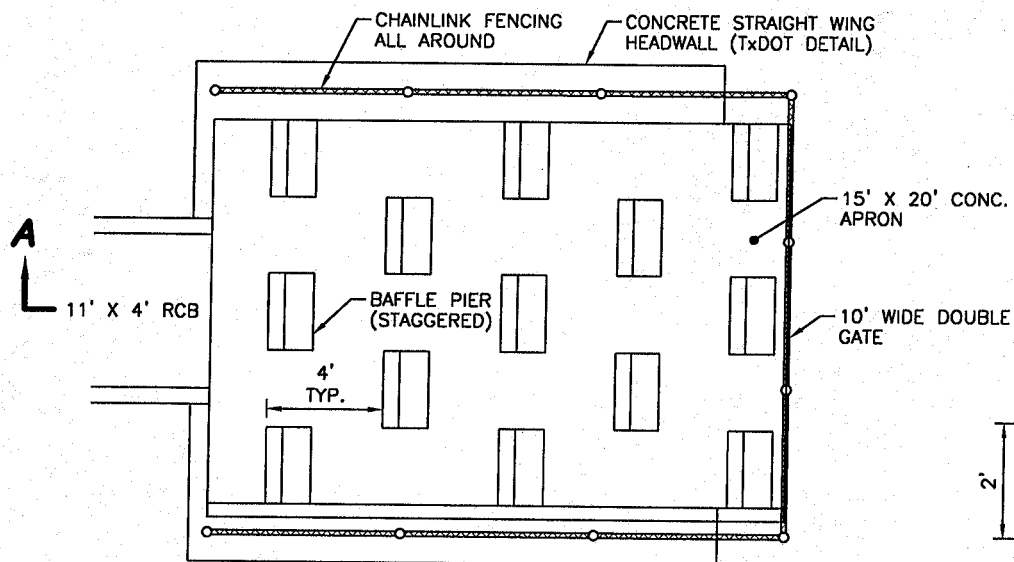 CHAINLINK FENCING
ALL AROUND
CONCRETE STRAIGHT WING
HEADWALL (TxDOT DETAIL)
15' X 20' CONC.
APRON
A
11' X 4' RCB
BAFFLE PIER
(STAGGERED)
10' WIDE DOUBLE
GATE
4'
TYP.
2'